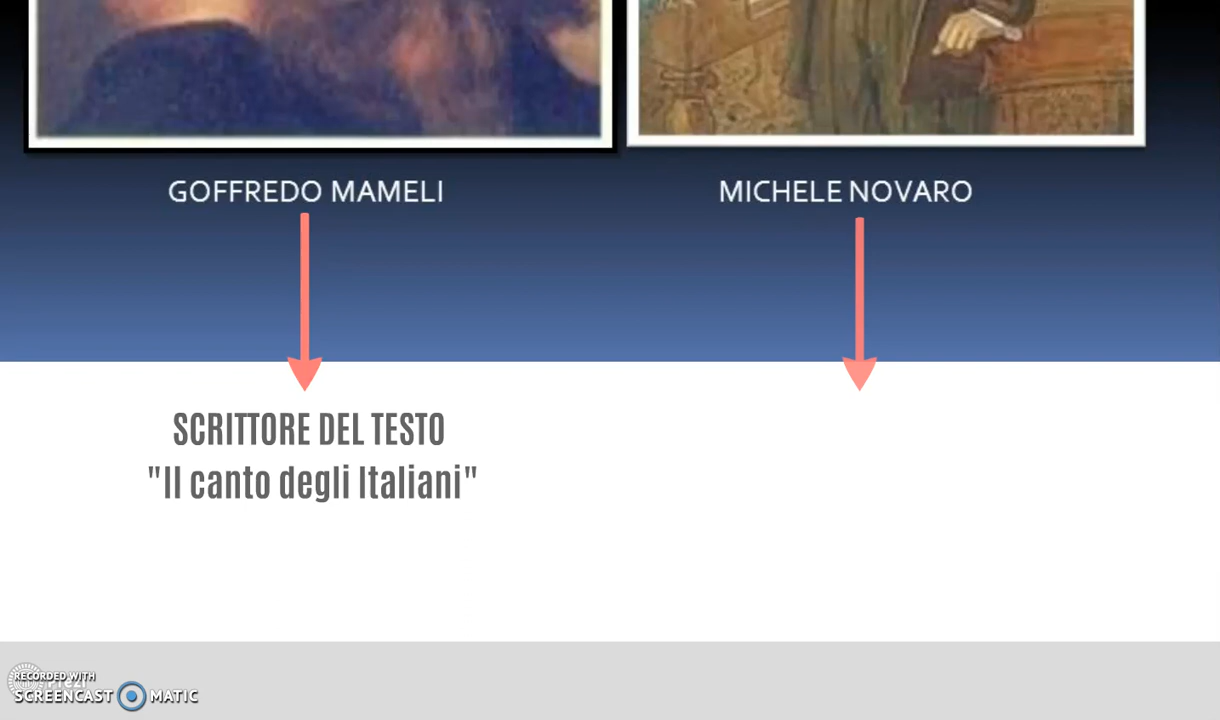 GOFFREDO MAMELI
MICHELE NOVARO
SCRITTORE DEL TESTO
"Il canto degli Italiani"
RECORDED WITH
SCREENCAST MATIC